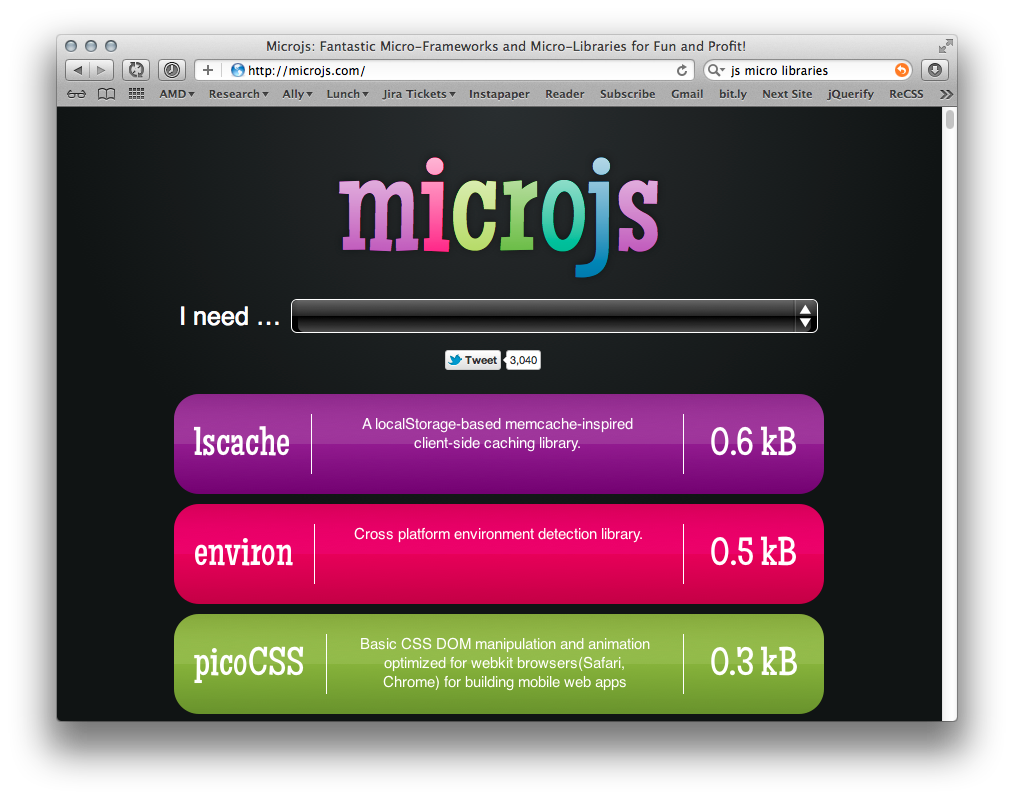 Microjs: Fantastic Micro-Frameworks and Micro-Libraries for Fun and Profit!
http://microjs.com/ js micro libraries
AMD Research Ally Lunch Jira Tickets Instapaper Reader Subscribe Gmail bit.ly Next Site jQuerify ReCSS
microjs
I need ...
Tweet 3,040
lscache
A localStorage-based memcache-inspired
client-side caching library.
0.6 kB
environ
Cross platform environment detection library.
0.5 kB
picoCSS
Basic CSS DOM manipulation and animation
optimized for webkit browsers(Safari,
Chrome) for building mobile web apps
0.3 kB